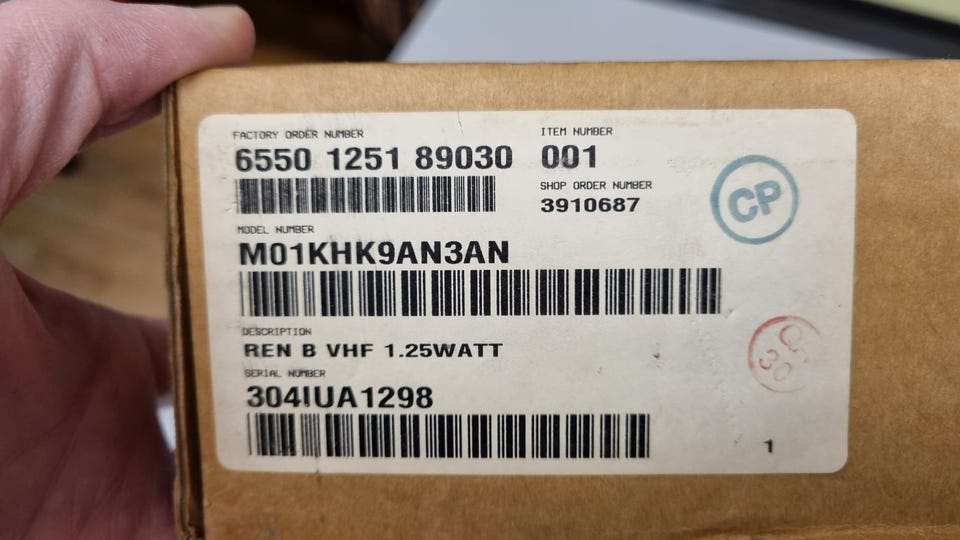 FACTORY ORDER NUMBER
6550 1251 89030
ITEM NUMBER
001
SHOP ORDER NUMBER
3910687
CP
MODEL NUMBER
M01KHK9AN3AN
DESCRIPTION
REN B VHF 1.25WATT
SERIAL NUMBER
304IUA1298
30
1